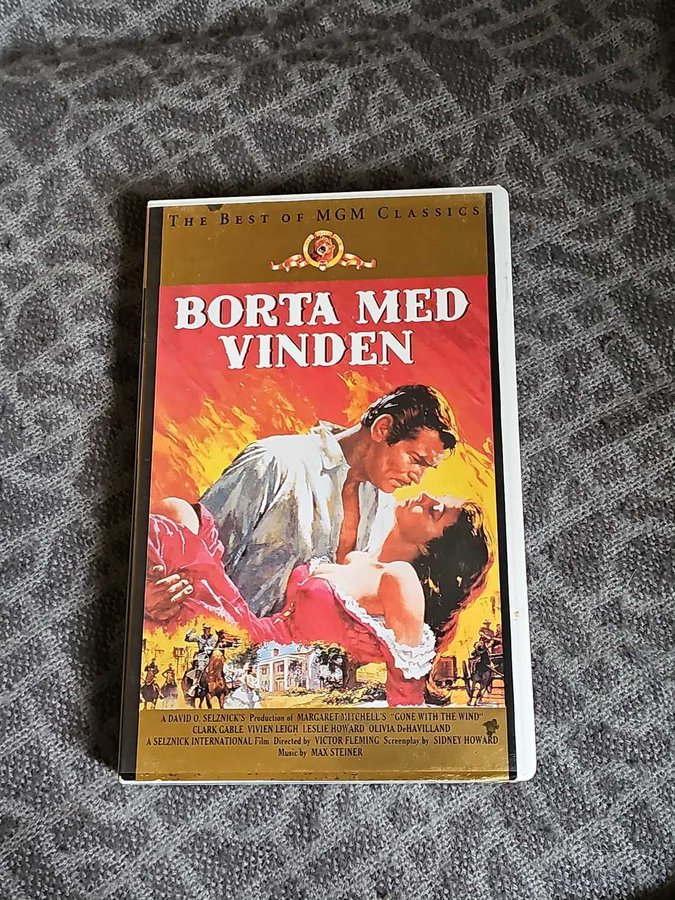 THE BEST OF MGM CLASSICS
BORTA MED
VINDEN
A DAVID O. SELZNICK'S Production of MARGARET MITCHELL'S "GONE WITH THE WIND"
CLARK GABLE VIVIEN LEIGH LESLIE HOWARD OLIVIA DeHAVILLAND
A SELZNICK INTERNATIONAL Film Directed by VICTOR FLEMING Screenplay by SIDNEY HOWARD
Music by MAX STEINER